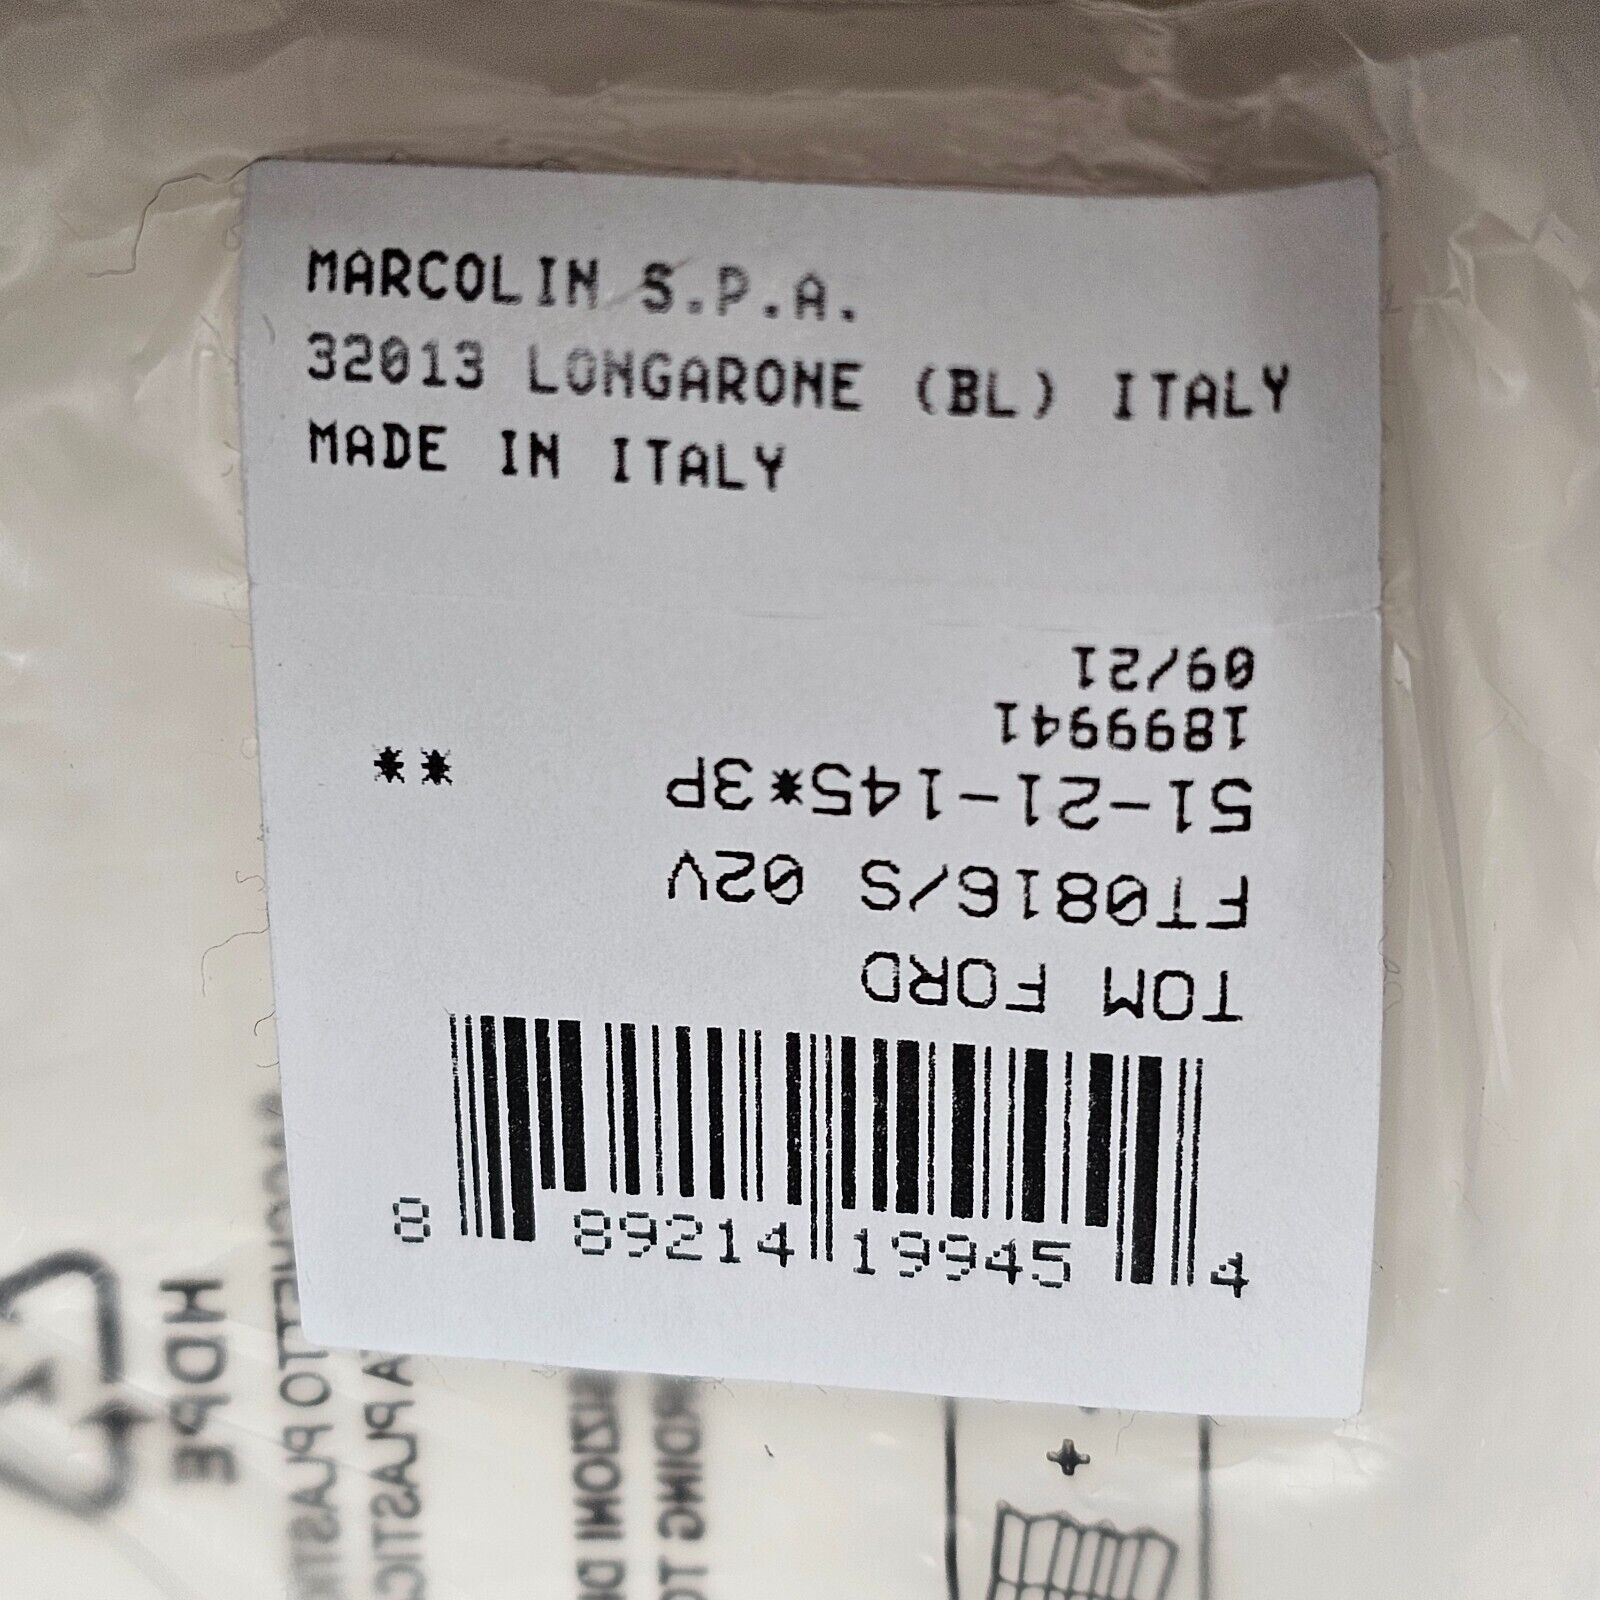 MARCOLIN S.P.A.
32013 LONGARONE (BL) ITALY
MADE IN ITALY
TOM FORD
FT0816/S 02V
51-21-145*3P **
1899941
09/21
8 89214 19945 4
HDPE